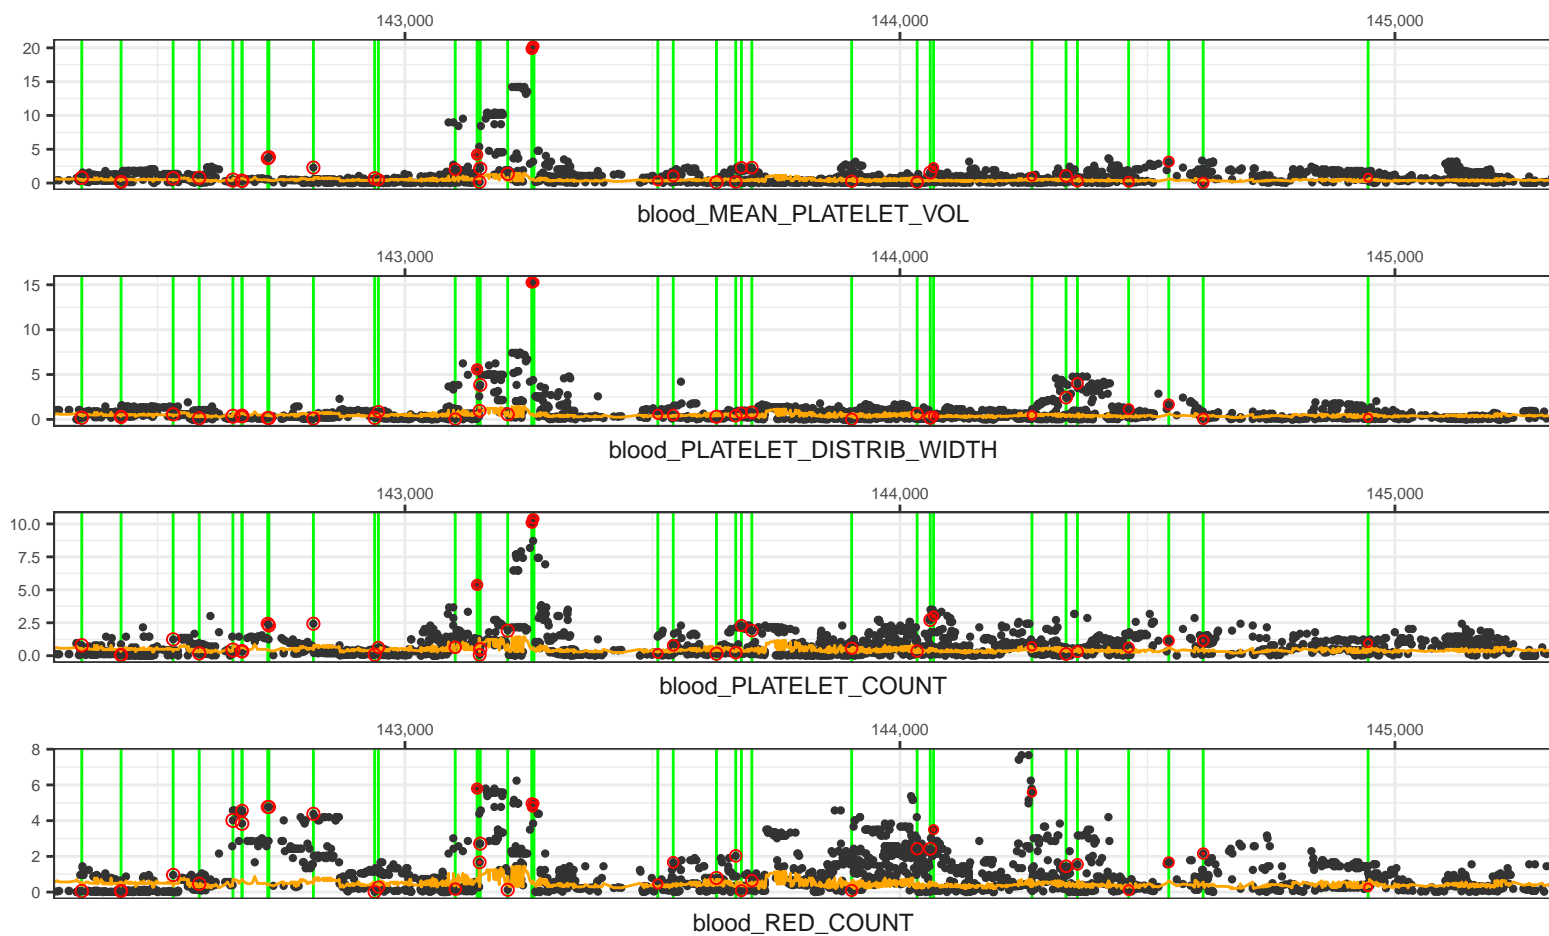 143,000 144,000 145,000
20
15
10
5
0
blood_MEAN_PLATELET_VOL
143,000 144,000 145,000
15
10
5
0
blood_PLATELET_DISTRIB_WIDTH
143,000 144,000 145,000
10.0
7.5
5.0
2.5
0.0
blood_PLATELET_COUNT
143,000 144,000 145,000
8
6
4
2
0
blood_RED_COUNT